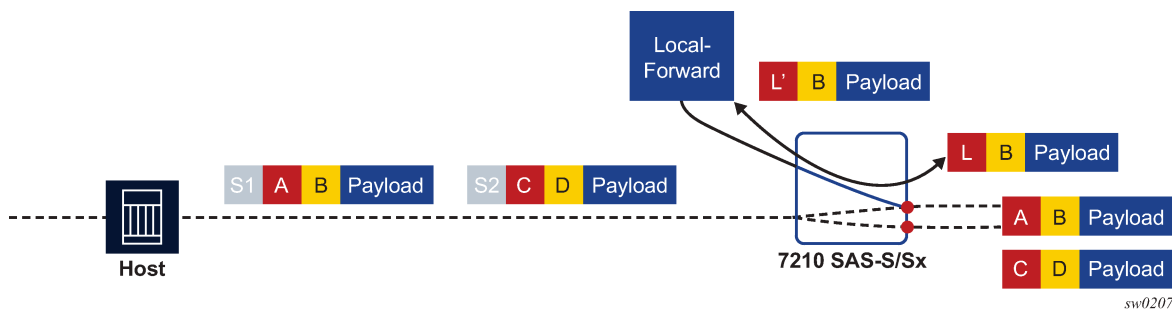 Local-
Forward
L' B Payload
L B Payload
S1 A B Payload
S2 C D Payload
A B Payload
Host
7210 SAS-S/Sx
C D Payload
sw0207